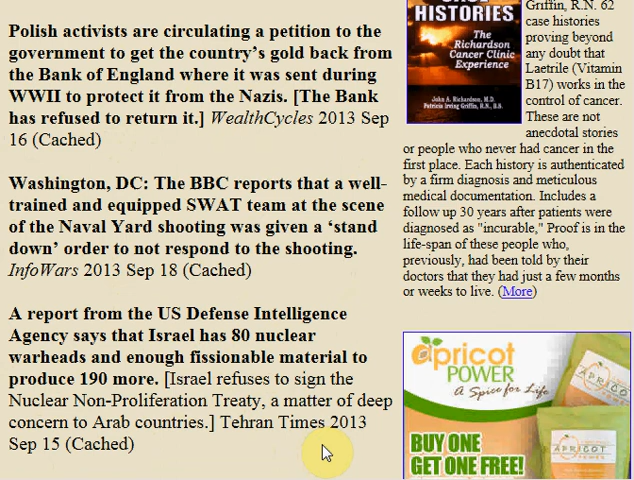 Polish activists are circulating a petition to the
government to get the country's gold back from
the Bank of England where it was sent during
WWII to protect it from the Nazis. [The Bank
has refused to return it.] WealthCycles 2013 Sep
16 (Cached)
Washington, DC: The BBC reports that a well-
trained and equipped SWAT team at the scene
of the Naval Yard shooting was given a ‘stand
down’ order to not respond to the shooting.
InfoWars 2013 Sep 18 (Cached)
A report from the US Defense Intelligence
Agency says that Israel has 80 nuclear
warheads and enough fissionable material to
produce 190 more. [Israel refuses to sign the
Nuclear Non-Proliferation Treaty, a matter of deep
concern to Arab countries.] Tehran Times 2013
Sep 15 (Cached)
HISTORIES
The
Richardson
Cancer Clinic
Experience
John A. Richardson, M.D.
Patricia Irving Griffin, R.N., B.S.
Griffin, R.N. 62
case histories
proving beyond
any doubt that
Laetrile (Vitamin
B17) works in the
control of cancer.
These are not
anecdotal stories
or people who never had cancer in the
first place. Each history is authenticated
by a firm diagnosis and meticulous
medical documentation. Includes a
follow up 30 years after patients were
diagnosed as "incurable," Proof is in the
life-span of these people who,
previously, had been told by their
doctors that they had just a few months
or weeks to live. (More)
apricot
POWER
A Spice for Life
BUY ONE
GET ONE FREE!
APRICOT